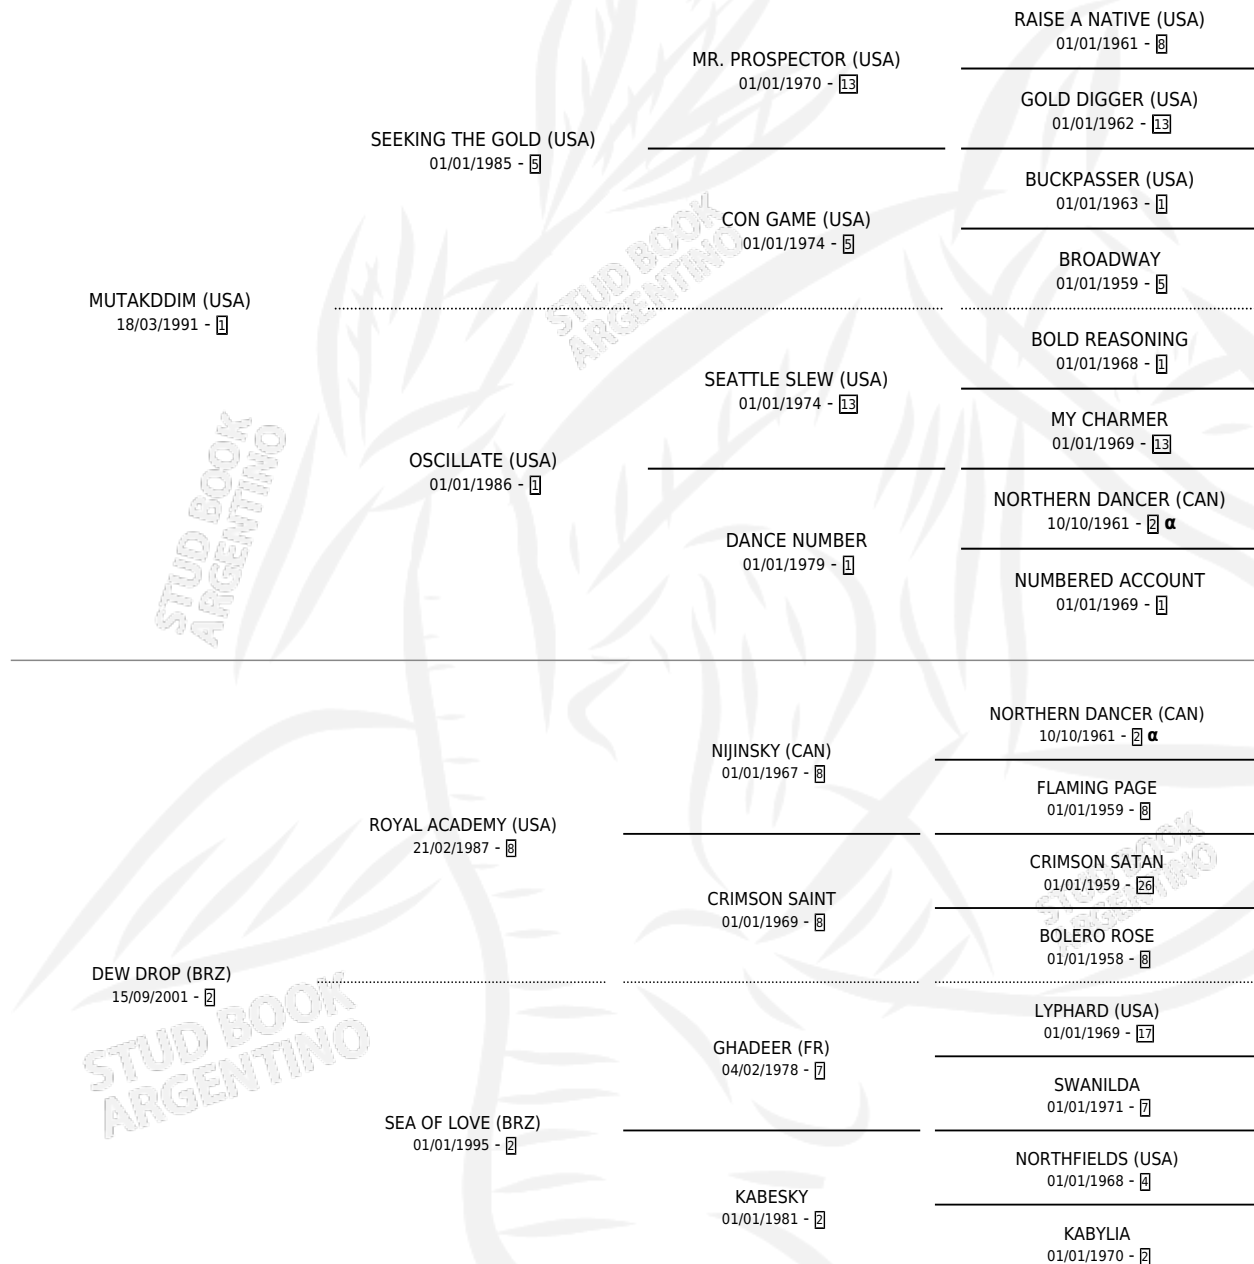 RAISE A NATIVE (USA)
01/01/1961 - 8
MR. PROSPECTOR (USA)
01/01/1970 - 13
GOLD DIGGER (USA)
01/01/1962 - 13
SEEKING THE GOLD (USA)
01/01/1985 - 5
BUCKPASSER (USA)
01/01/1963 - 1
CON GAME (USA)
01/01/1974 - 5
BROADWAY
01/01/1959 - 5
MUTAKDDIM (USA)
18/03/1991 - 1
BOLD REASONING
01/01/1968 - 1
SEATTLE SLEW (USA)
01/01/1974 - 13
MY CHARMER
01/01/1969 - 13
OSCILLATE (USA)
01/01/1986 - 1
NORTHERN DANCER (CAN)
10/10/1961 - 2 α
DANCE NUMBER
01/01/1979 - 1
NUMBERED ACCOUNT
01/01/1969 - 1
NORTHERN DANCER (CAN)
10/10/1961 - 2 α
NIJINSKY (CAN)
01/01/1967 - 8
FLAMING PAGE
01/01/1959 - 8
ROYAL ACADEMY (USA)
21/02/1987 - 8
CRIMSON SATAN
01/01/1959 - 26
CRIMSON SAINT
01/01/1969 - 8
BOLERO ROSE
01/01/1958 - 8
DEW DROP (BRZ)
15/09/2001 - 2
LYPHARD (USA)
01/01/1969 - 17
GHADEER (FR)
04/02/1978 - 7
SWANILDA
01/01/1971 - 7
SEA OF LOVE (BRZ)
01/01/1995 - 2
NORTHFIELDS (USA)
01/01/1968 - 4
KABESKY
01/01/1981 - 2
KABYLIA
01/01/1970 - 2
STUD BOOK
ARGENTINO
STUD BOOK
ARGENTINO
STUD BOOK
ARGENTINO
STUD BOOK
ARGENTINO